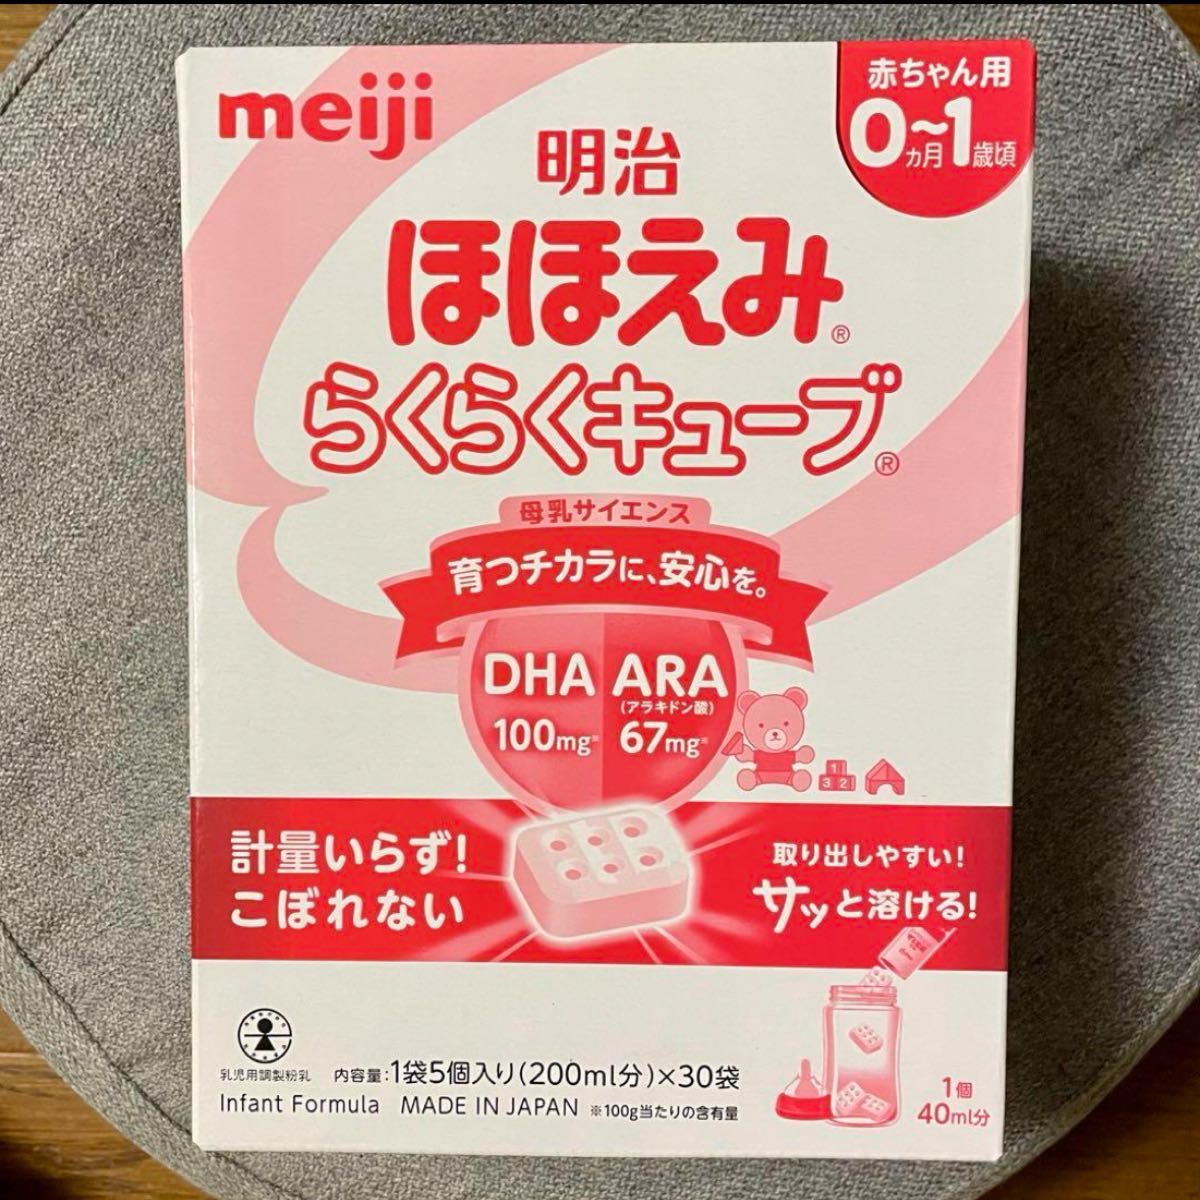 meiji
赤ちゃん用
0ヵ月~1歳頃
明治
ほほえみ®
らくらくキューブ®
母乳サイエンス
育つチカラに、安心を。
DHA
100mg※
ARA
(アラキドン酸)
67mg※
1
3 2
計量いらず!
こぼれない
取り出しやすい!
サッと溶ける!
乳児用調製粉乳
内容量:1袋5個入り(200ml分)×30袋
Infant Formula MADE IN JAPAN ※100g当たりの含有量
1個
40ml分